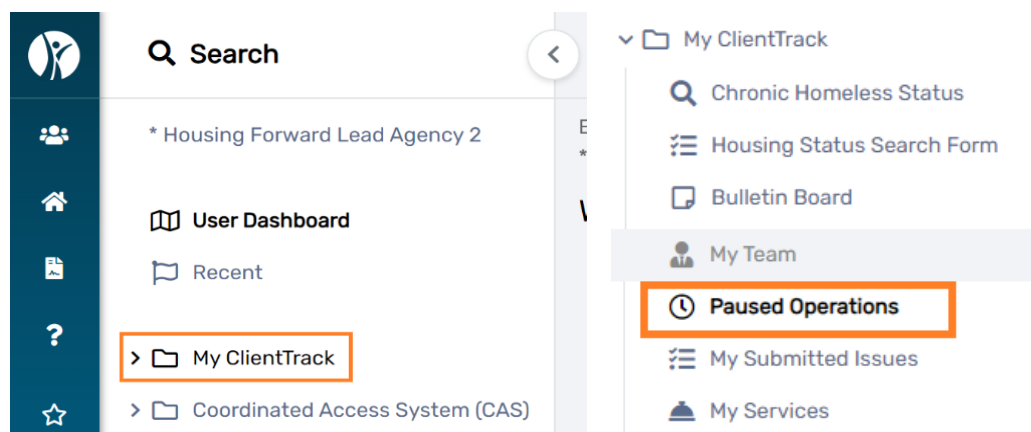 Search
* Housing Forward Lead Agency 2
User Dashboard
Recent
My ClientTrack
Coordinated Access System (CAS)
My ClientTrack
Chronic Homeless Status
Housing Status Search Form
Bulletin Board
My Team
Paused Operations
My Submitted Issues
My Services